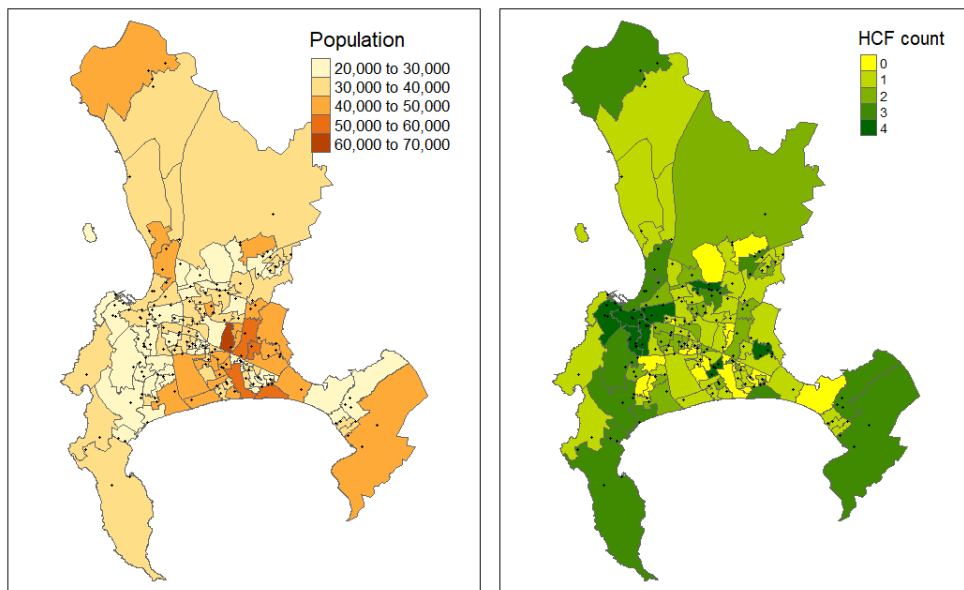 Population
20,000 to 30,000
30,000 to 40,000
40,000 to 50,000
50,000 to 60,000
60,000 to 70,000
HCF count
0
1
2
3
4